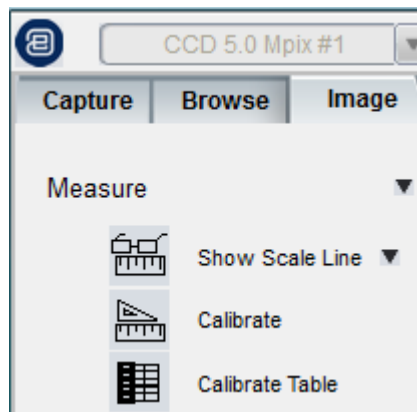 CCD 5.0 Mpix #1
Capture Browse Image
Measure
Show Scale Line
Calibrate
Calibrate Table